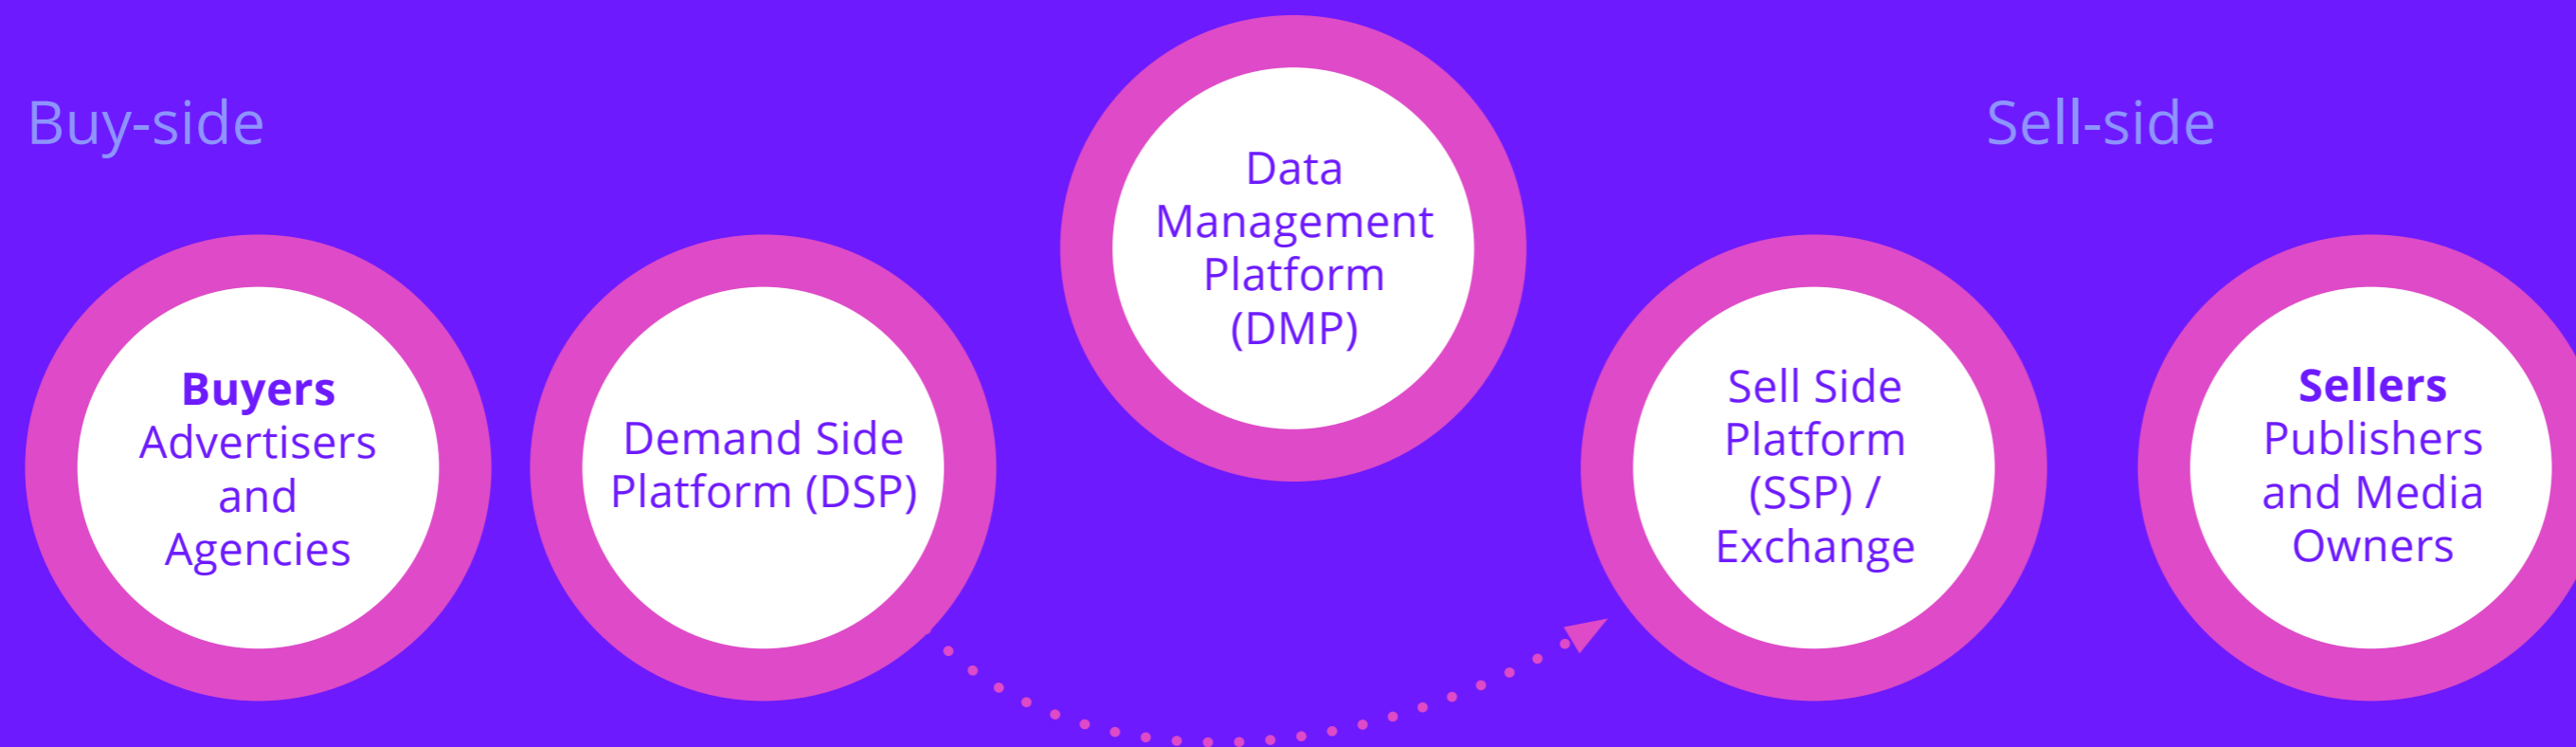 Buy-side
Sell-side
Buyers
Advertisers
and
Agencies
Demand Side
Platform (DSP)
Data
Management
Platform
(DMP)
Sell Side
Platform
(SSP) /
Exchange
Sellers
Publishers
and Media
Owners